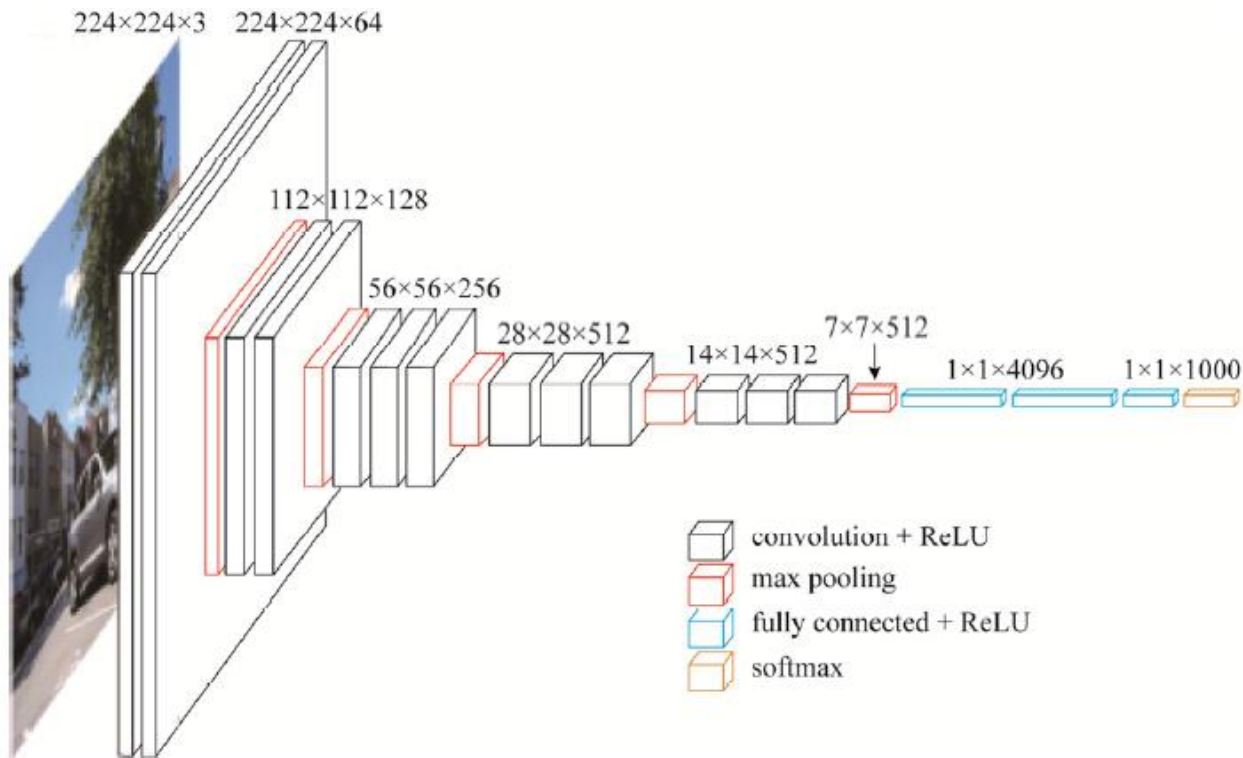 224×224×3
224×224×64
112×112×128
56×56×256
28×28×512
14×14×512
7×7×512
1×1×4096
1×1×1000
convolution + ReLU
max pooling
fully connected + ReLU
softmax